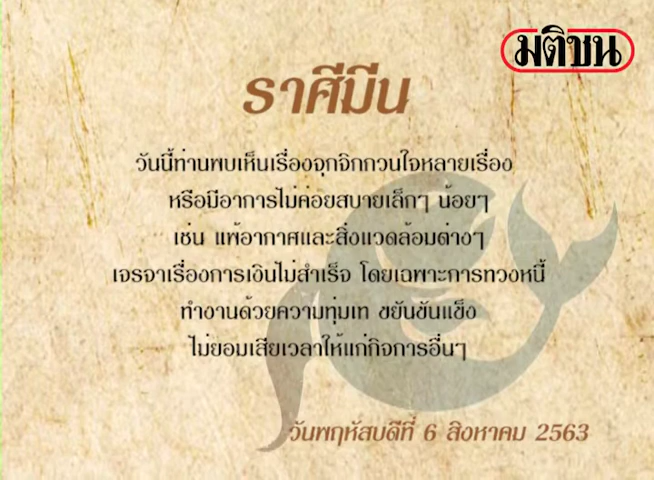 มติชน
ราศีมีน
วันนี้ท่านพบเห็นเรื่องจุกจิกกวนใจหลายเรื่อง
หรือมีอาการไม่ค่อยสบายเล็กๆ น้อยๆ
เช่น แพ้อากาศและสิ่งแวดล้อมต่างๆ
เจรจาเรื่องการเงินไม่สำเร็จ โดยเฉพาะการทวงหนี้
ทำงานด้วยความทุ่มเท ขยันขันแข็ง
ไม่ยอมเสียเวลาให้แก่กิจการอื่นๆ
วันพฤหัสบดีที่ 6 สิงหาคม 2563